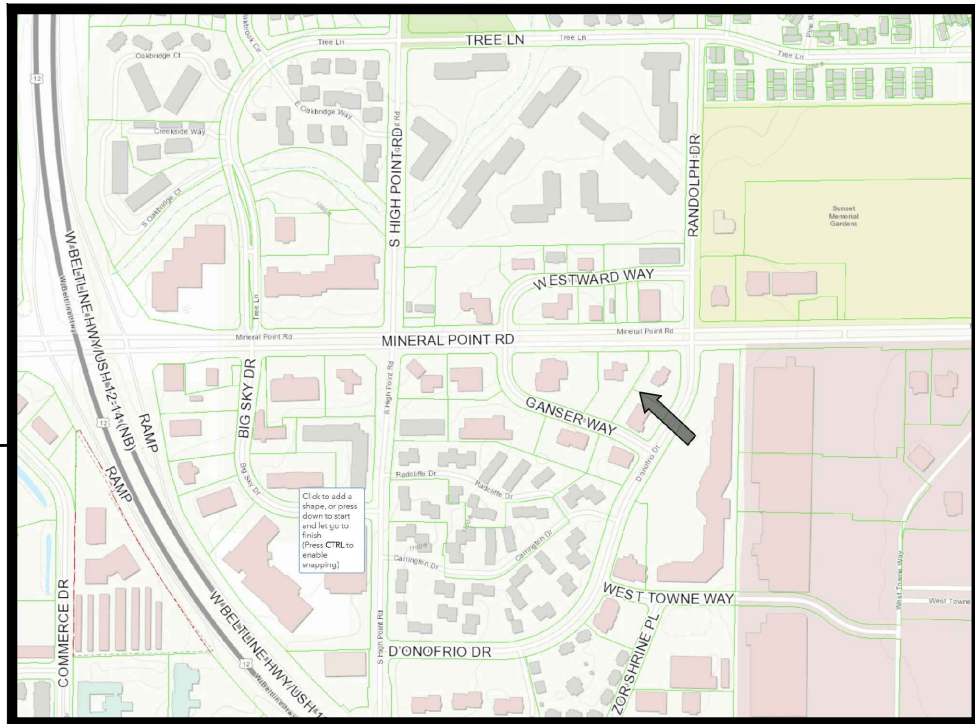 TREE LN
Tree Ln
Tree Ln
Tree Ln
Oakbridge Ct
E Oakbridge Way
Creekside Way
S Oakbridge Ct
12
S HIGH POINT RD
RANDOLPH DR
Sunset
Memorial
Gardens
W BELTLINE HWY/USH 12-14 (NB)
WESTWARD WAY
Tree Ln
Mineral Point Rd
MINERAL POINT RD
Mineral Point Rd
BIG SKY DR
S High Point Rd
GANSER WAY
RAMP
RAMP
12
Big Sky Dr
Radcliffe Dr
Radcliffe Dr
D'onofrio Dr
Click to add a
shape, or press
down to start
and let go to
finish
(Press CTRL to
enable
snapping)
Carrington Dr
Carrington Dr
COMMERCE DR
W BELTLINE HWY/USH 1
WEST TOWNE WAY
West Towne Way
West Towne
S High Point Rd
D'ONOFRIO DR
ZOR SHRINE PL
12